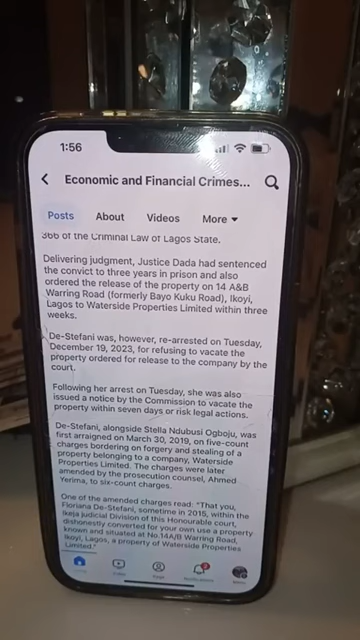 1:56
Economic and Financial Crimes...
Posts About Videos More
366 of the Criminal Law of Lagos State.
Delivering judgment, Justice Dada had sentenced
the convict to three years in prison and also
ordered the release of the property on 14 A&B
Warring Road (formerly Bayo Kuku Road), Ikoyi,
Lagos to Waterside Properties Limited within three
weeks.
De-Stefani was, however, re-arrested on Tuesday,
December 19, 2023, for refusing to vacate the
property ordered for release to the company by the
court.
Following her arrest on Tuesday, she was also
issued a notice by the Commission to vacate the
property within seven days or risk legal actions.
De-Stefani, alongside Stella Ndubusi Ogboju, was
first arraigned on March 30, 2019, on five-count
charges bordering on forgery and stealing of a
property belonging to a company, Waterside
Properties Limited. The charges were later
amended by the prosecution counsel, Ahmed
Yerima, to six-count charges.
One of the amended charges read: "That you,
Floriana De-Stefani, sometime in 2015, within the
Ikeja judicial Division of this Honourable court,
dishonestly converted for your own use a property
known and situated at No.14A/B Warring Road,
Ikoyi, Lagos, a property of Waterside Properties
Limited."